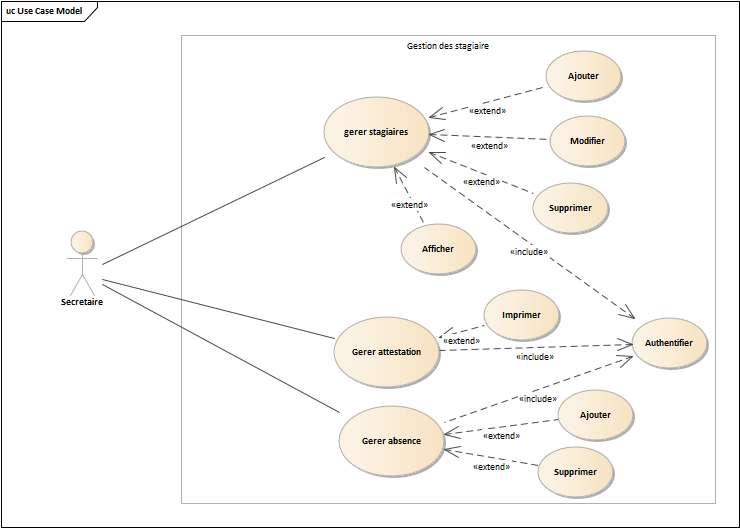 uc Use Case Model
Gestion des stagiaire
Ajouter
«extend»
gerer stagiaires
Modifier
«extend»
«extend»
Supprimer
«extend»
Afficher
«include»
Secretaire
Imprimer
«extend»
Authentifier
Gerer attestation
«include»
«include»
Ajouter
«extend»
Gerer absence
«extend»
Supprimer